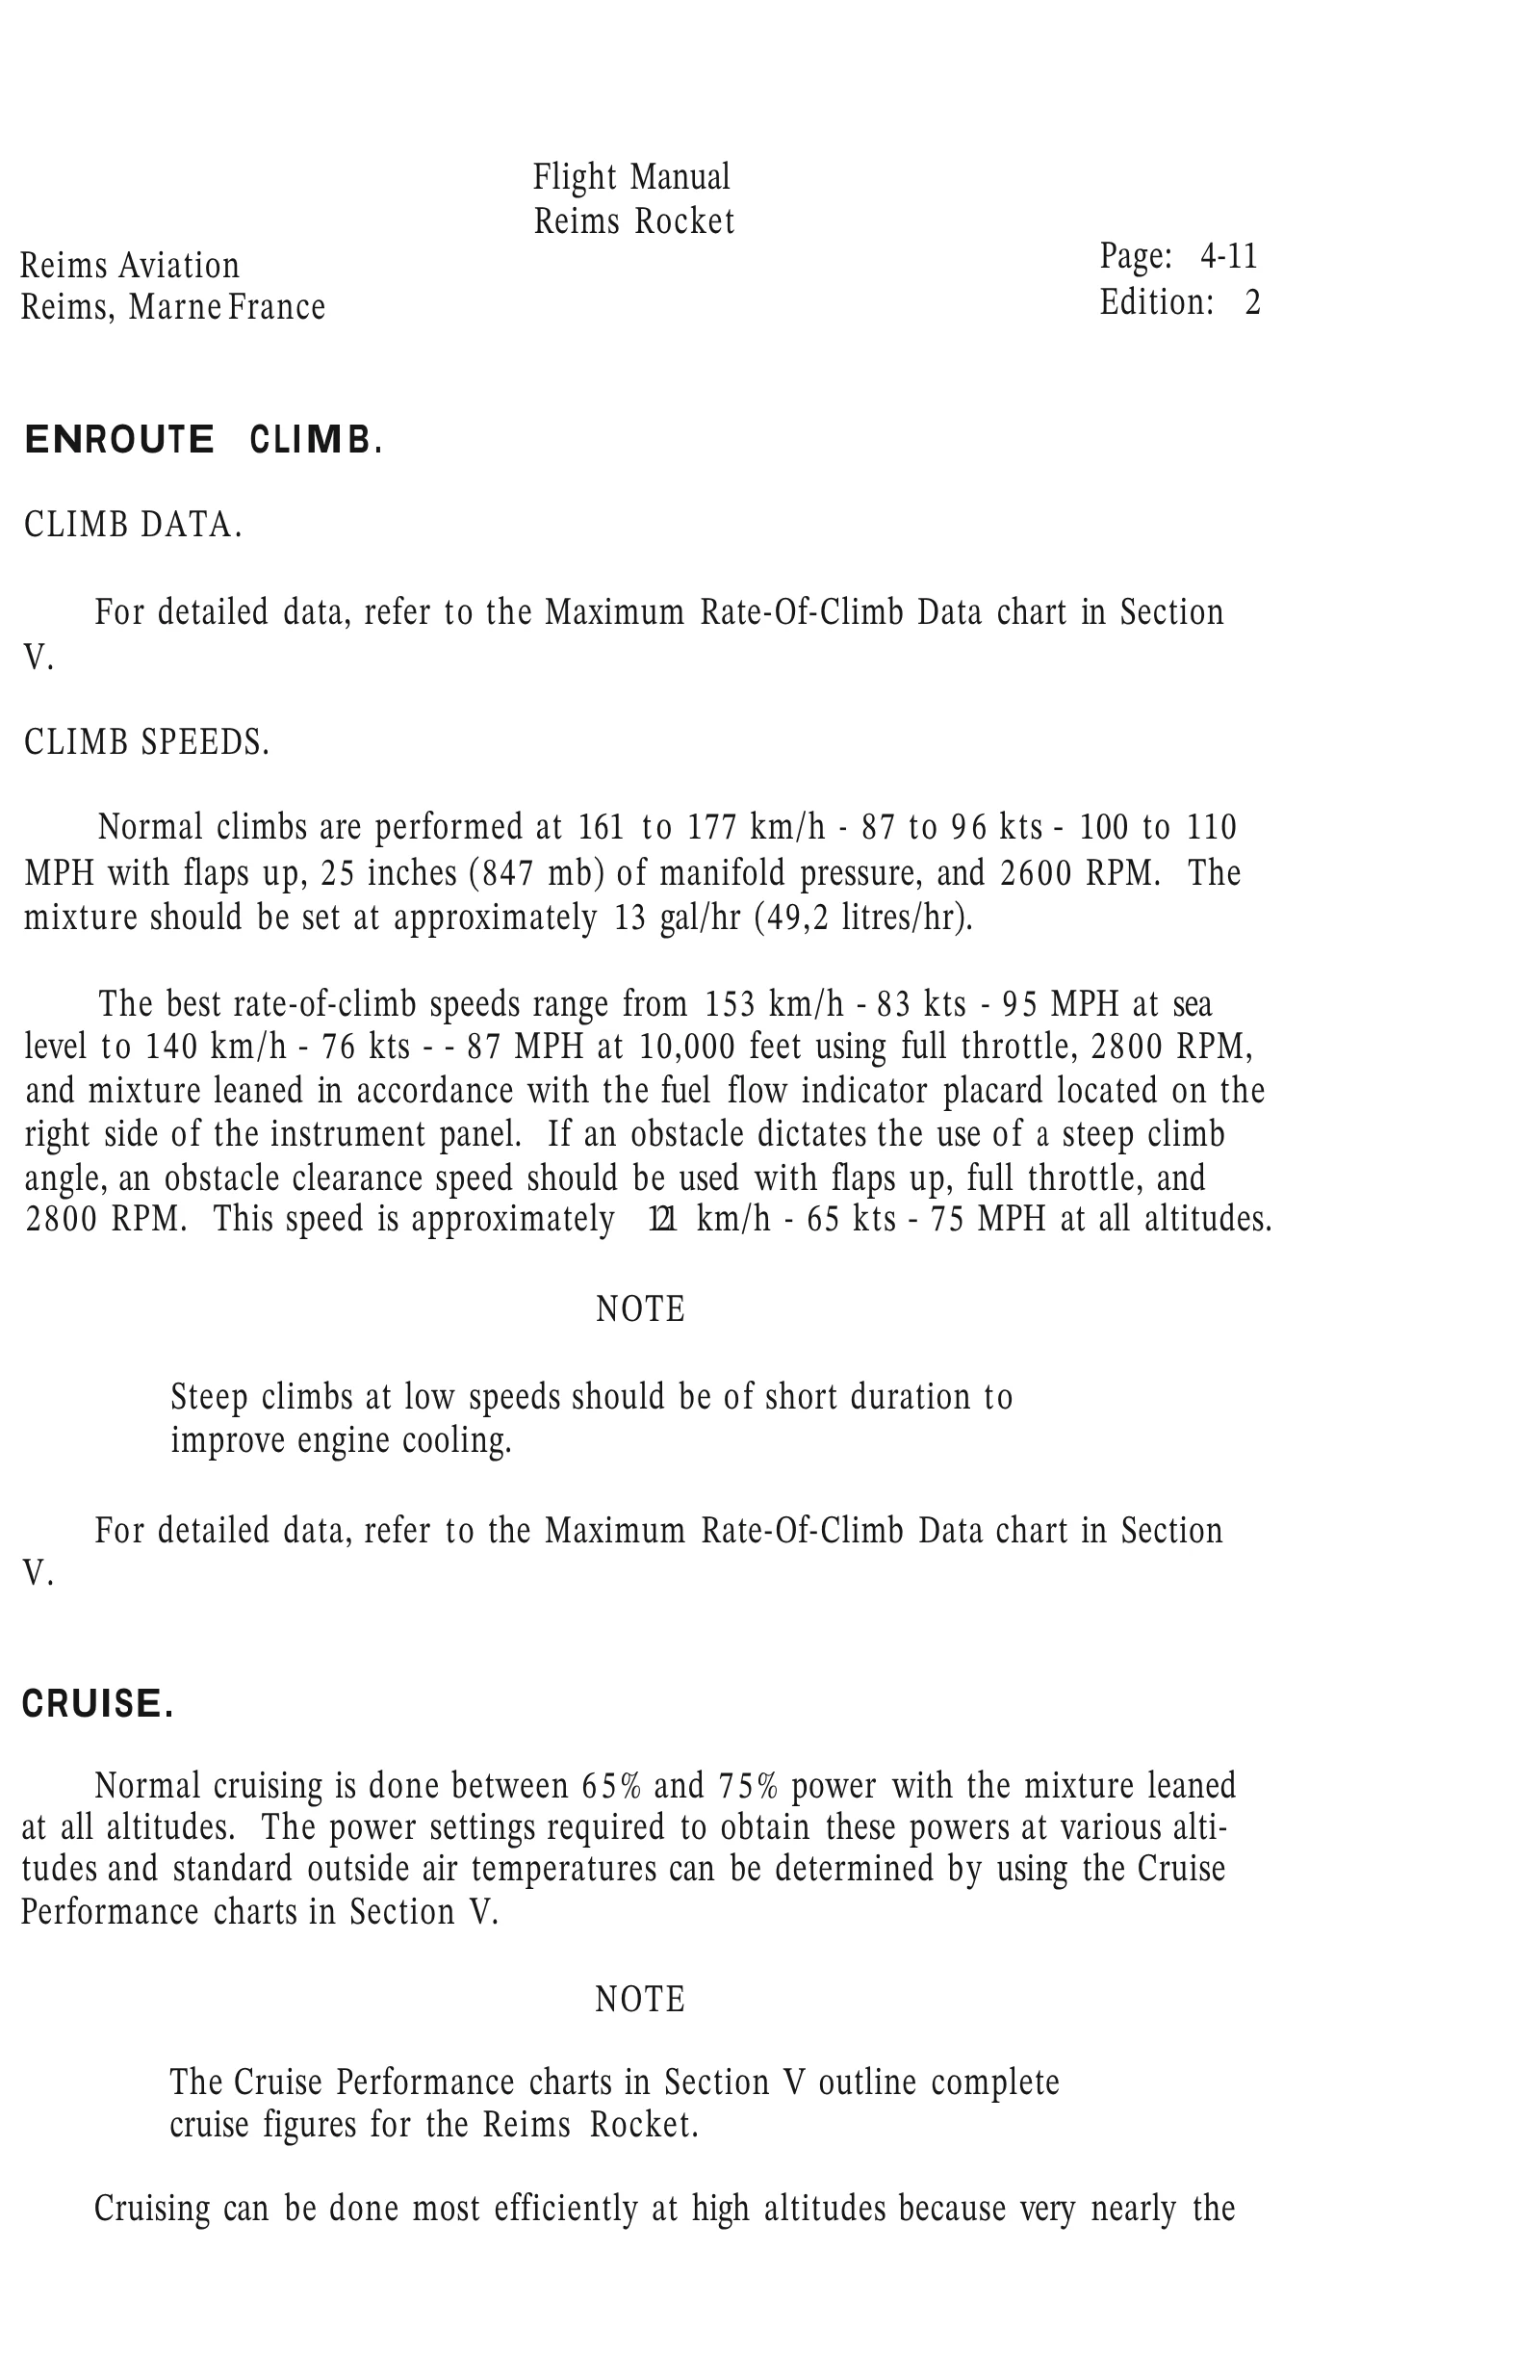 Flight Manual
Reims Rocket
Reims Aviation
Reims, Marne France
Page: 4-11
Edition: 2
ENROUTE CLIMB.
CLIMB DATA.
For detailed data, refer to the Maximum Rate-Of-Climb Data chart in Section
V.
CLIMB SPEEDS.
Normal climbs are performed at 161 to 177 km/h - 87 to 96 kts - 100 to 110
MPH with flaps up, 25 inches (847 mb) of manifold pressure, and 2600 RPM. The
mixture should be set at approximately 13 gal/hr (49,2 litres/hr).
The best rate-of-climb speeds range from 153 km/h - 83 kts - 95 MPH at sea
level to 140 km/h - 76 kts - - 87 MPH at 10,000 feet using full throttle, 2800 RPM,
and mixture leaned in accordance with the fuel flow indicator placard located on the
right side of the instrument panel. If an obstacle dictates the use of a steep climb
angle, an obstacle clearance speed should be used with flaps up, full throttle, and
2800 RPM. This speed is approximately km/h - 65 kts - 75 MPH at all altitudes.
NOTE
Steep climbs at low speeds should be of short duration to
improve engine cooling.
For detailed data, refer to the Maximum Rate-Of-Climb Data chart in Section
V.
CRUISE.
Normal cruising is done between 65% and 75% power with the mixture leaned
at all altitudes. The power settings required to obtain these powers at various alti-
tudes and standard outside air temperatures can be determined by using the Cruise
Performance charts in Section V.
NOTE
The Cruise Performance charts in Section V outline complete
cruise figures for the Reims Rocket.
Cruising can be done most efficiently at high altitudes because very nearly the